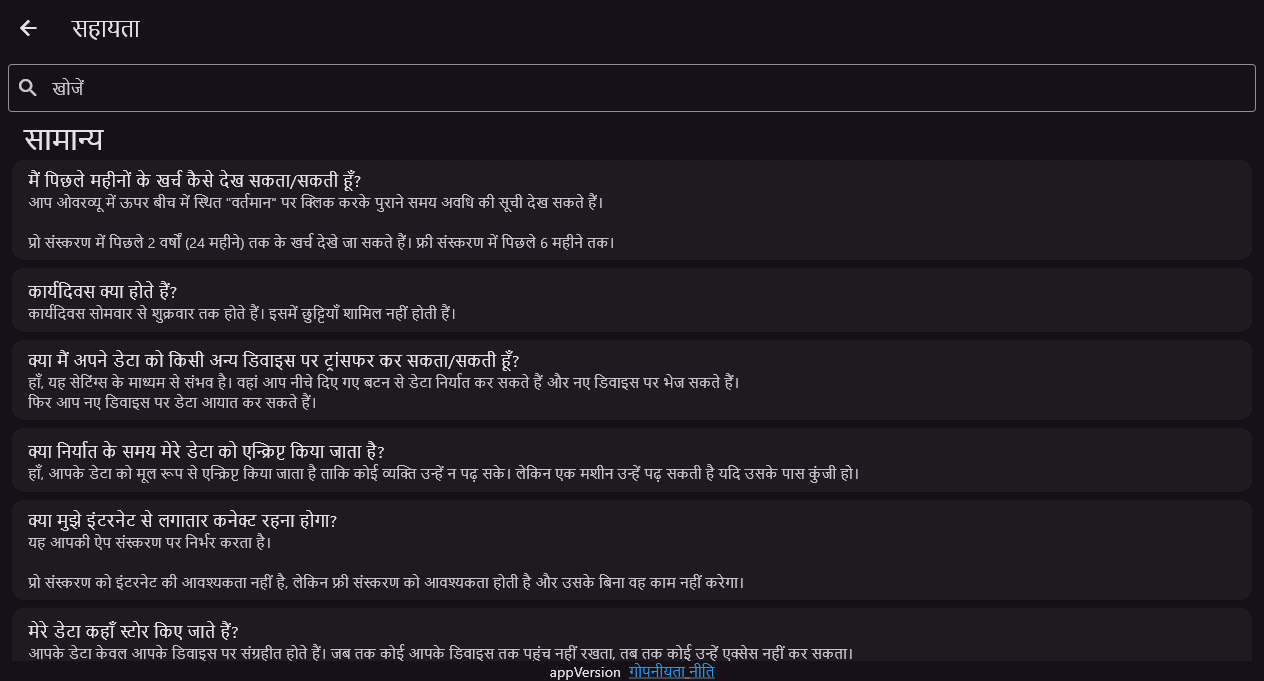 सहायता
खोजें
सामान्य
मैं पिछले महीनों के खर्च कैसे देख सकता/सकती हूँ?
आप ओवरव्यू में ऊपर बीच में स्थित "वर्तमान" पर क्लिक करके पुराने समय अवधि की सूची देख सकते हैं।
प्रो संस्करण में पिछले 2 वर्षों (24 महीने) तक के खर्च देखे जा सकते हैं। फ्री संस्करण में पिछले 6 महीने तक।
कार्यदिवस क्या होते हैं?
कार्यदिवस सोमवार से शुक्रवार तक होते हैं। इसमें छुट्टियाँ शामिल नहीं होती हैं।
क्या मैं अपने डेटा को किसी अन्य डिवाइस पर ट्रांसफर कर सकता/सकती हूँ?
हाँ, यह सेटिंग्स के माध्यम से संभव है। वहां आप नीचे दिए गए बटन से डेटा निर्यात कर सकते हैं और नए डिवाइस पर भेज सकते हैं।
फिर आप नए डिवाइस पर डेटा आयात कर सकते हैं।
क्या निर्यात के समय मेरे डेटा को एन्क्रिप्ट किया जाता है?
हाँ, आपके डेटा को मूल रूप से एन्क्रिप्ट किया जाता है ताकि कोई व्यक्ति उन्हें न पढ़ सके। लेकिन एक मशीन उन्हें पढ़ सकती है यदि उसके पास कुंजी हो।
क्या मुझे इंटरनेट से लगातार कनेक्ट रहना होगा?
यह आपकी ऐप संस्करण पर निर्भर करता है।
प्रो संस्करण को इंटरनेट की आवश्यकता नहीं है, लेकिन फ्री संस्करण को आवश्यकता होती है और उसके बिना वह काम नहीं करेगा।
मेरे डेटा कहाँ स्टोर किए जाते हैं?
आपके डेटा केवल आपके डिवाइस पर संग्रहीत होते हैं। जब तक कोई आपके डिवाइस तक पहुंच नहीं रखता, तब तक कोई उन्हें एक्सेस नहीं कर सकता।
appVersion गोपनीयता नीति